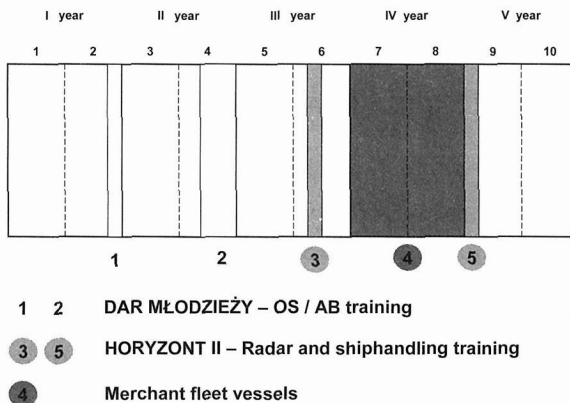 I year II year III year IV year V year
1 2 3 4 5 6 7 8 9 10
1 2 3 4 5
1 2 DAR MŁODZIEŻY – OS / AB training
3 5 HORYZONT II – Radar and shiphandling training
4 Merchant fleet vessels